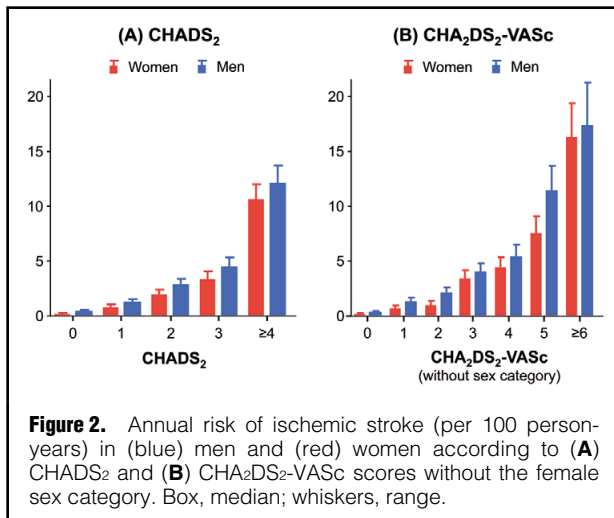 (A) CHADS₂
(B) CHA₂DS₂-VASc
Women Men
Women Men
20
15
10
5
0
0 1 2 3 ≥4
CHADS₂
20
15
10
5
0
0 1 2 3 4 5 ≥6
CHA₂DS₂-VASc
(without sex category)
Figure 2. Annual risk of ischemic stroke (per 100 person-
years) in (blue) men and (red) women according to (A)
CHADS₂ and (B) CHA₂DS₂-VASc scores without the female
sex category. Box, median; whiskers, range.